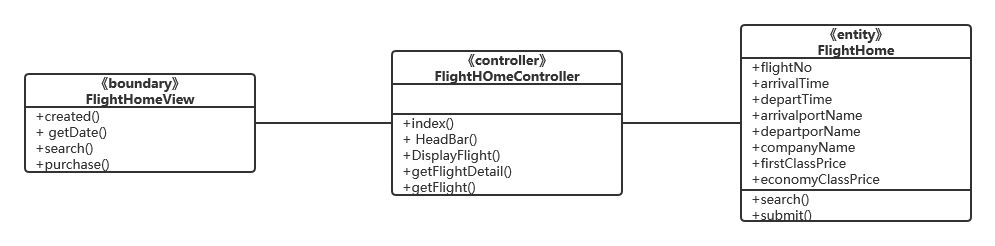 《boundary》
FlightHomeView
+created()
+ getDate()
+search()
+purchase()
《controller》
FlightHOmeController
+index()
+ HeadBar()
+DisplayFlight()
+getFlightDetail()
+getFlight()
《entity》
FlightHome
+flightNo
+arrivalTime
+departTime
+arrivalportName
+departporName
+companyName
+firstClassPrice
+economyClassPrice
+search()
+submit()